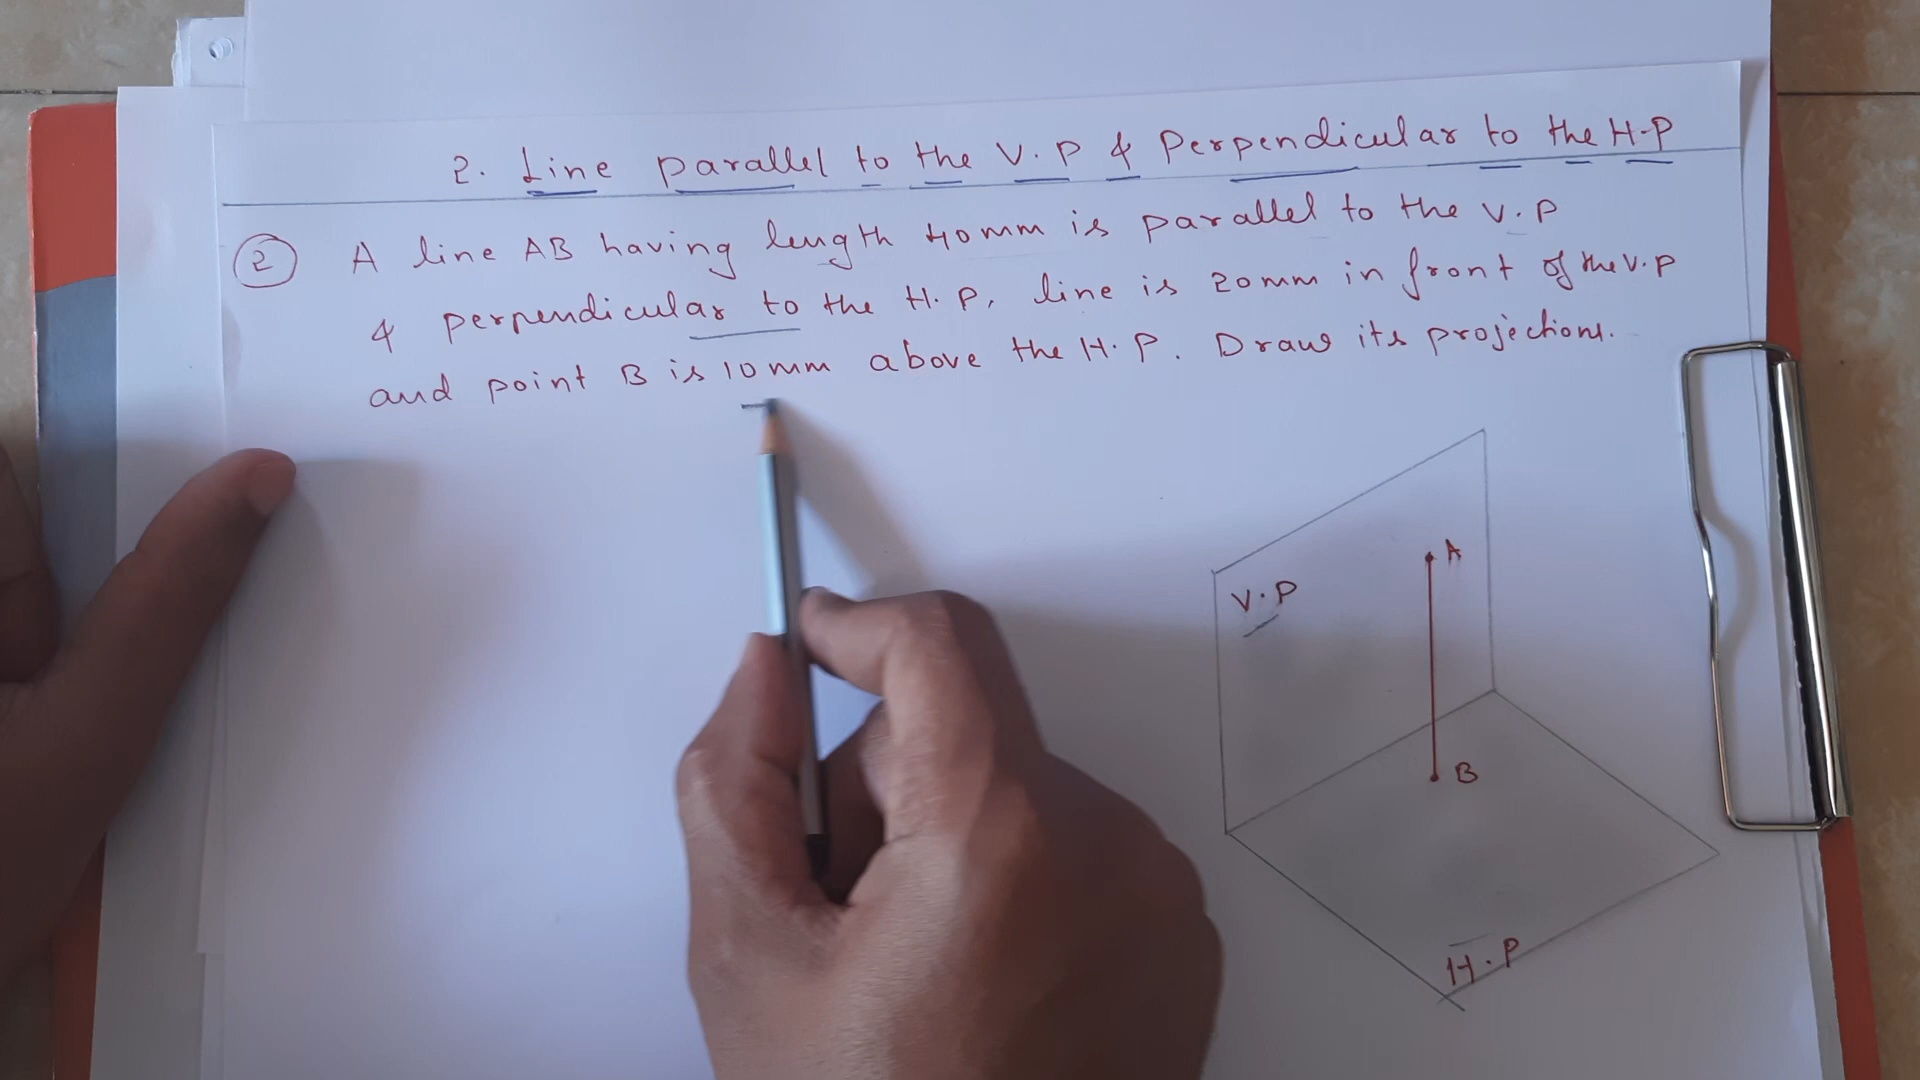 2. Line parallel to the V.P & Perpendicular to the H.P
2 A line AB having length 40mm is parallel to the V.P
& perpendicular to the H.P, line is 20mm in front of the V.P
and point B is 10mm above the H.P. Draw its projections.
A
V.P
B
H.P